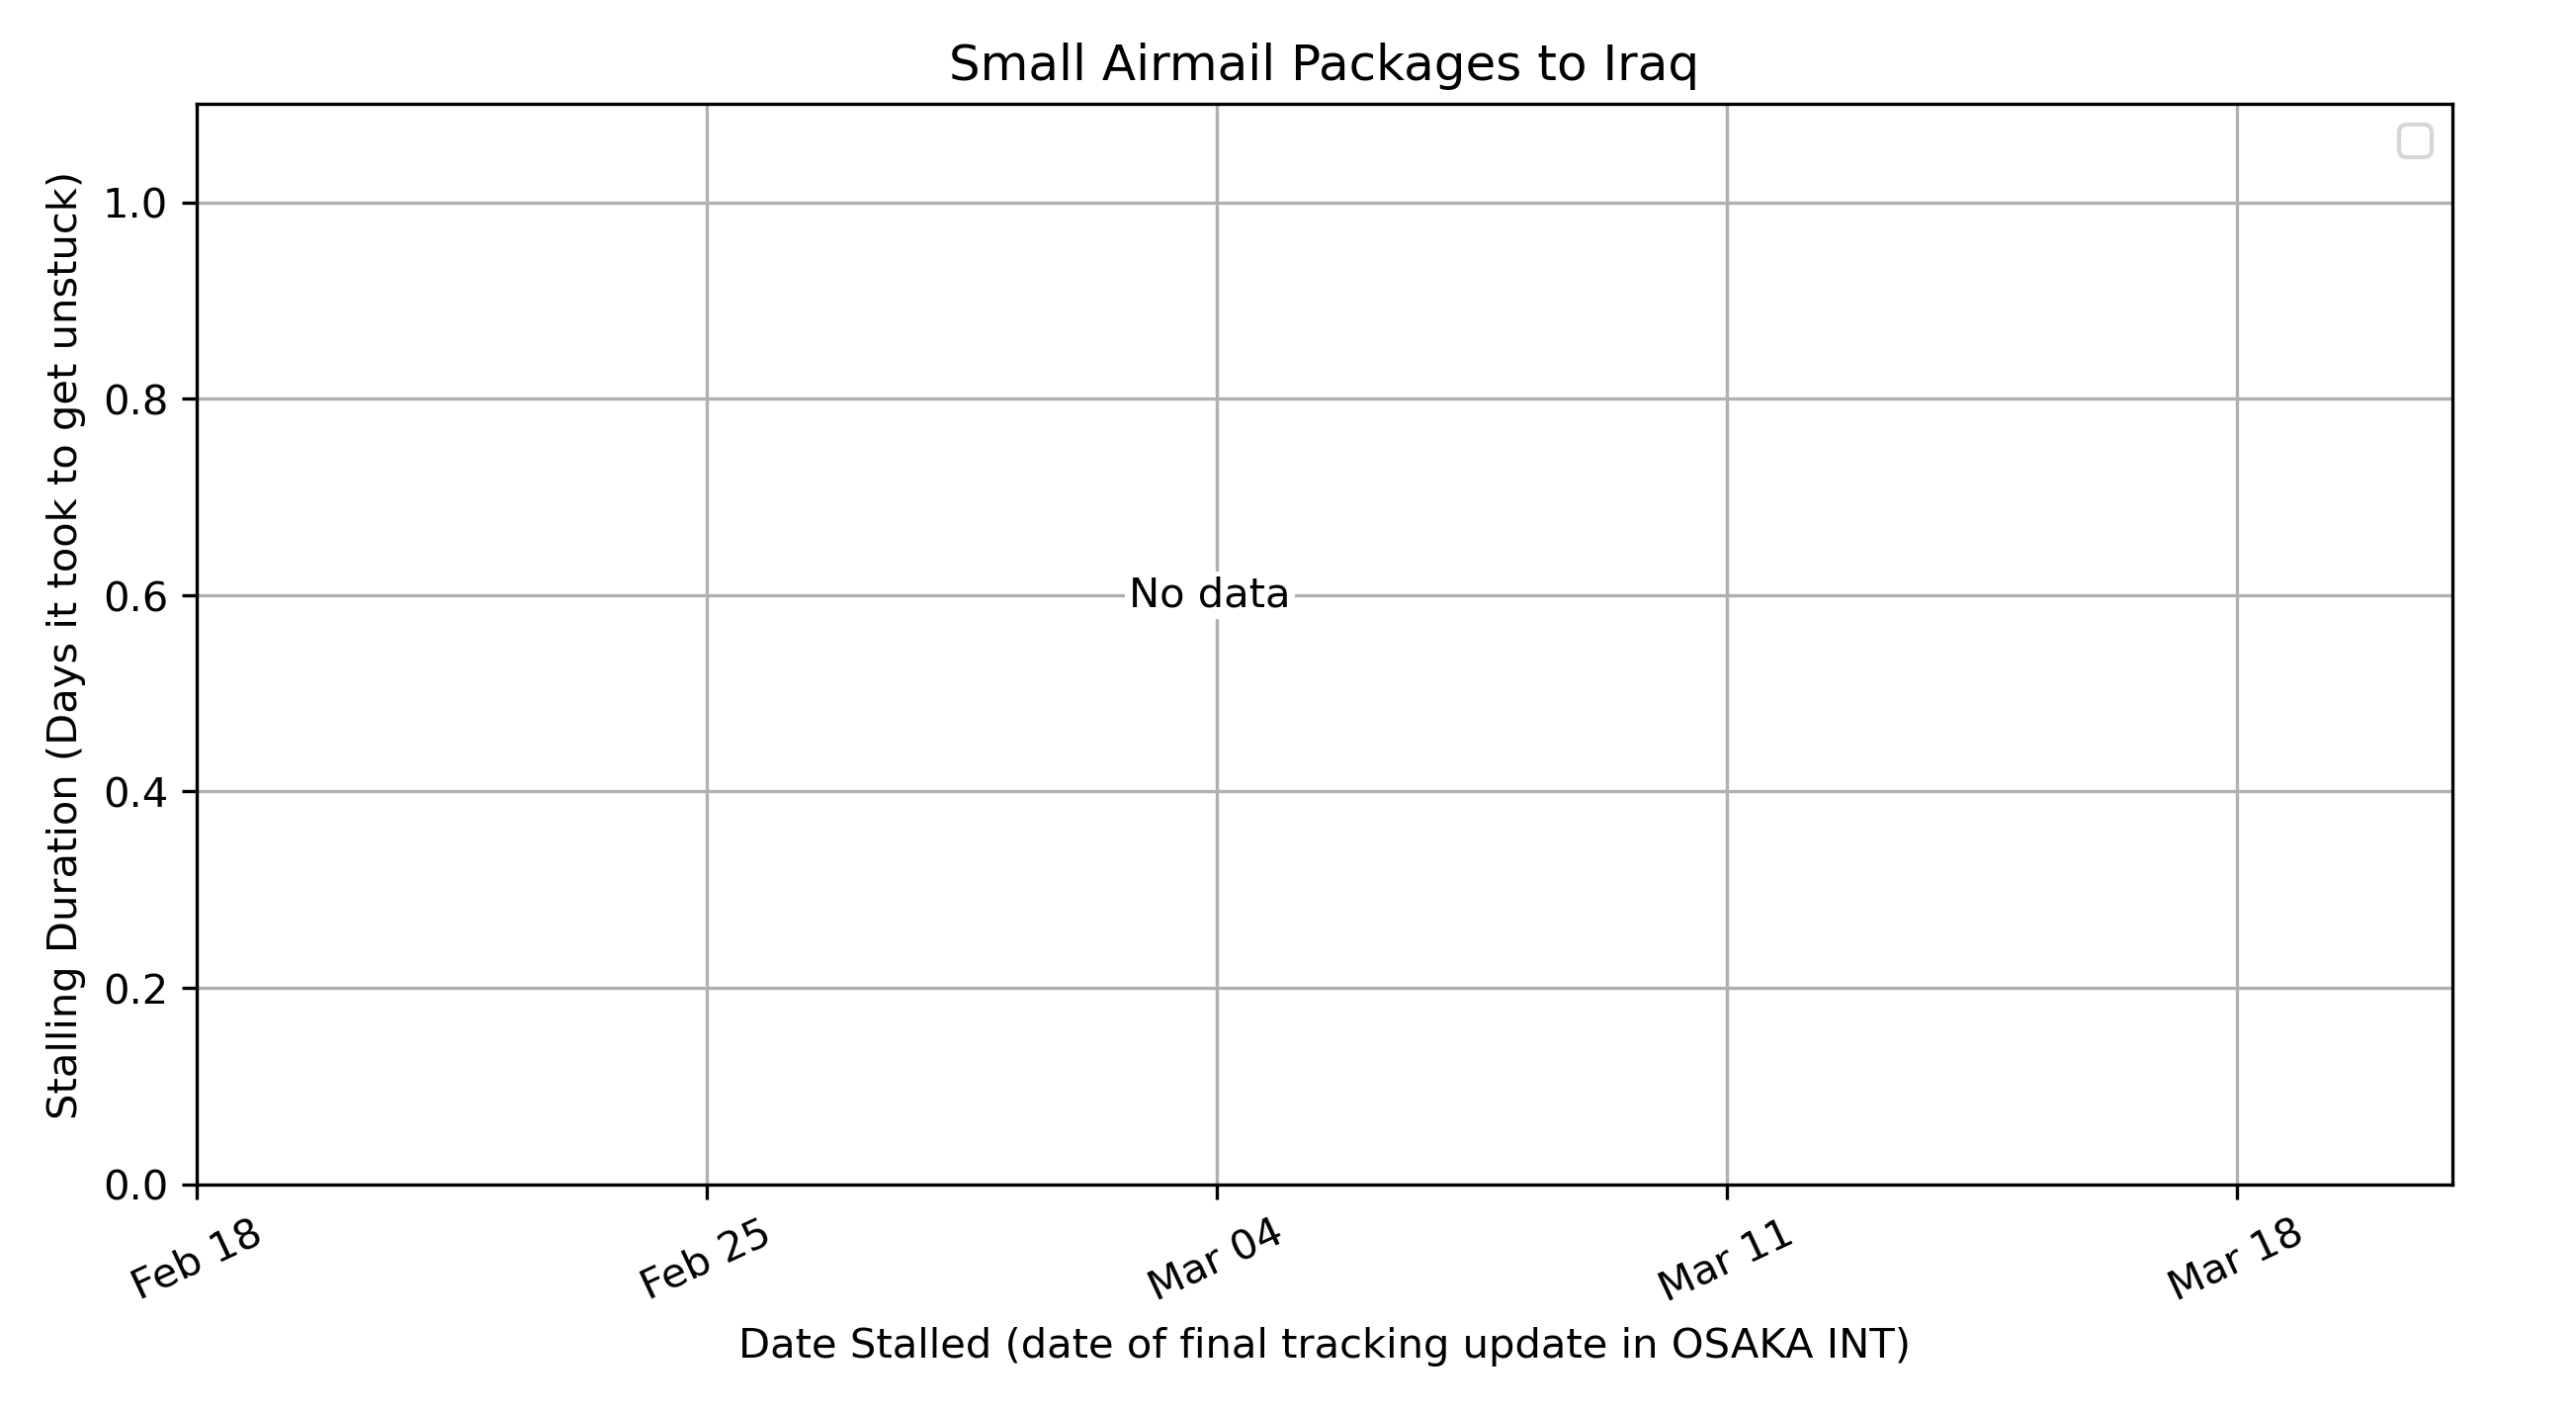 Small Airmail Packages to Iraq
Stalling Duration (Days it took to get unstuck)
1.0
0.8
0.6
0.4
0.2
0.0
No data
Feb 18
Feb 25
Mar 04
Mar 11
Mar 18
Date Stalled (date of final tracking update in OSAKA INT)